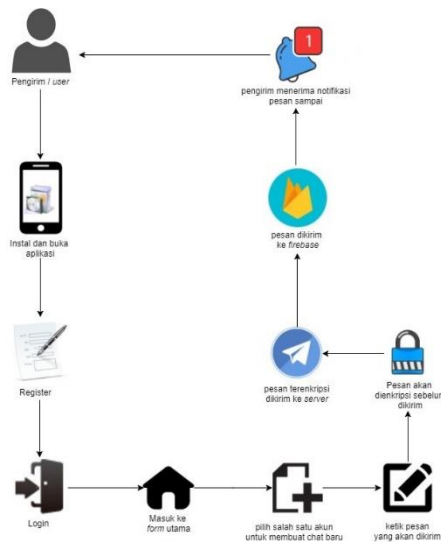 Pengirim / user
Instal dan buka
aplikasi
Register
Login
Masuk ke
form utama
pilih salah satu akun
untuk membuat chat baru
ketik pesan
yang akan dikirim
Pesan akan
dienkripsi sebelum
dikirim
pesan terenkripsi
dikirim ke server
pesan dikirim
ke firebase
1
pengirim menerima notifikasi
pesan sampai